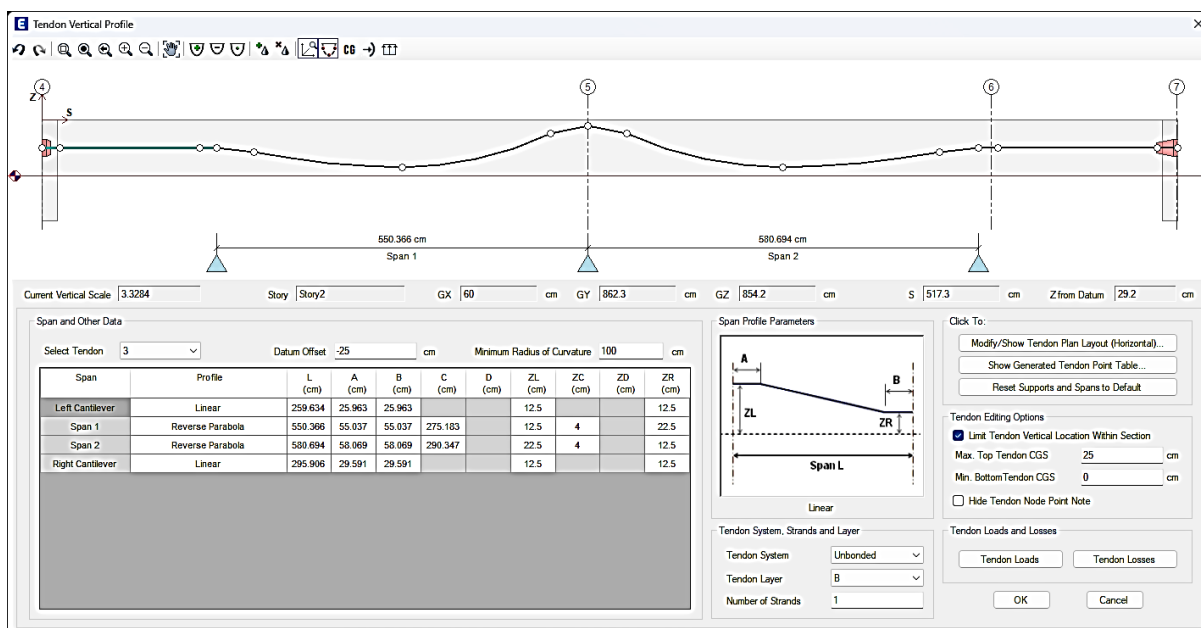 E Tendon Vertical Profile
CG
4 5 6 7
Z
S
550.366 cm 580.694 cm
Span 1 Span 2
Current Vertical Scale 3.3284 Story Story2 GX 60 cm GY 862.3 cm GZ 854.2 cm S 517.3 cm Z from Datum 29.2 cm
Span and Other Data
Select Tendon 3 Datum Offset -25 cm Minimum Radius of Curvature 100 cm
Span Profile L (cm) A (cm) B (cm) C (cm) D (cm) ZL (cm) ZC (cm) ZD (cm) ZR (cm)
Left Cantilever Linear 259.634 25.963 25.963 12.5 12.5
Span 1 Reverse Parabola 550.366 55.037 55.037 275.183 12.5 4 22.5
Span 2 Reverse Parabola 580.694 58.069 58.069 290.347 22.5 4 12.5
Right Cantilever Linear 295.906 29.591 29.591 12.5 12.5
Span Profile Parameters
A
B
ZL
ZR
Span L
Linear
Tendon System, Strands and Layer
Tendon System Unbonded
Tendon Layer B
Number of Strands 1
Click To:
Modify/Show Tendon Plan Layout (Horizontal)...
Show Generated Tendon Point Table...
Reset Supports and Spans to Default
Tendon Editing Options
Limit Tendon Vertical Location Within Section
Max. Top Tendon CGS 25 cm
Min. BottomTendon CGS 0 cm
Hide Tendon Node Point Note
Tendon Loads and Losses
Tendon Loads Tendon Losses
OK Cancel